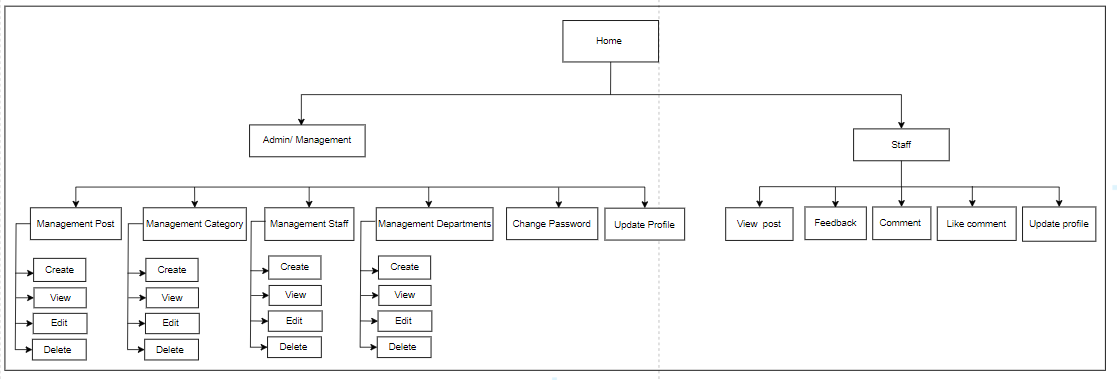 Home
Admin/ Management
Staff
Management Post
Management Category
Management Staff
Management Departments
Change Password
Update Profile
View post
Feedback
Comment
Like comment
Update profile
Create
View
Edit
Delete
Create
View
Edit
Delete
Create
View
Edit
Delete
Create
View
Edit
Delete